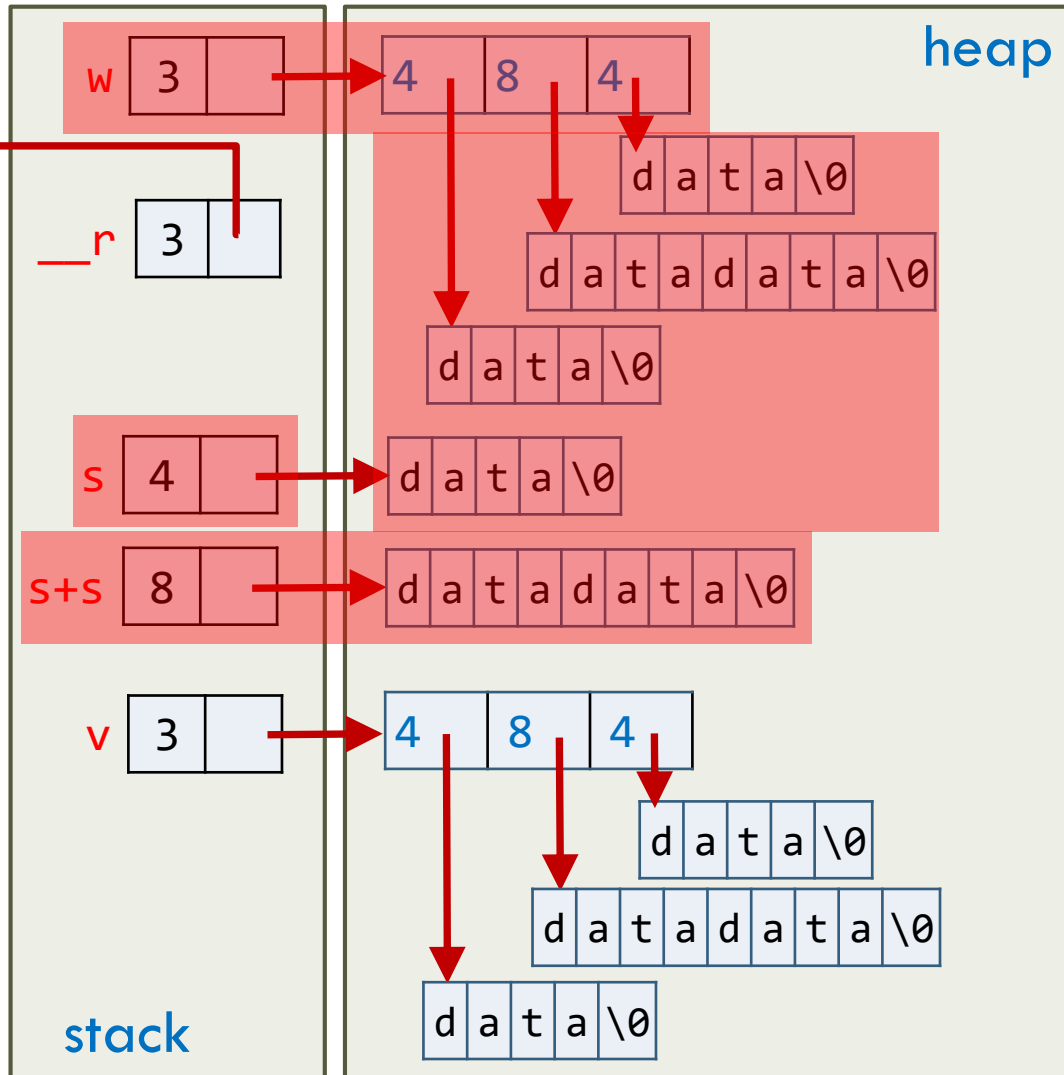 heap
w 3 4 8 4
d a t a \0
__r 3
d a t a d a t a \0
d a t a \0
s 4 d a t a \0
s+s 8 d a t a d a t a \0
v 3 4 8 4
d a t a \0
d a t a d a t a \0
d a t a \0
stack